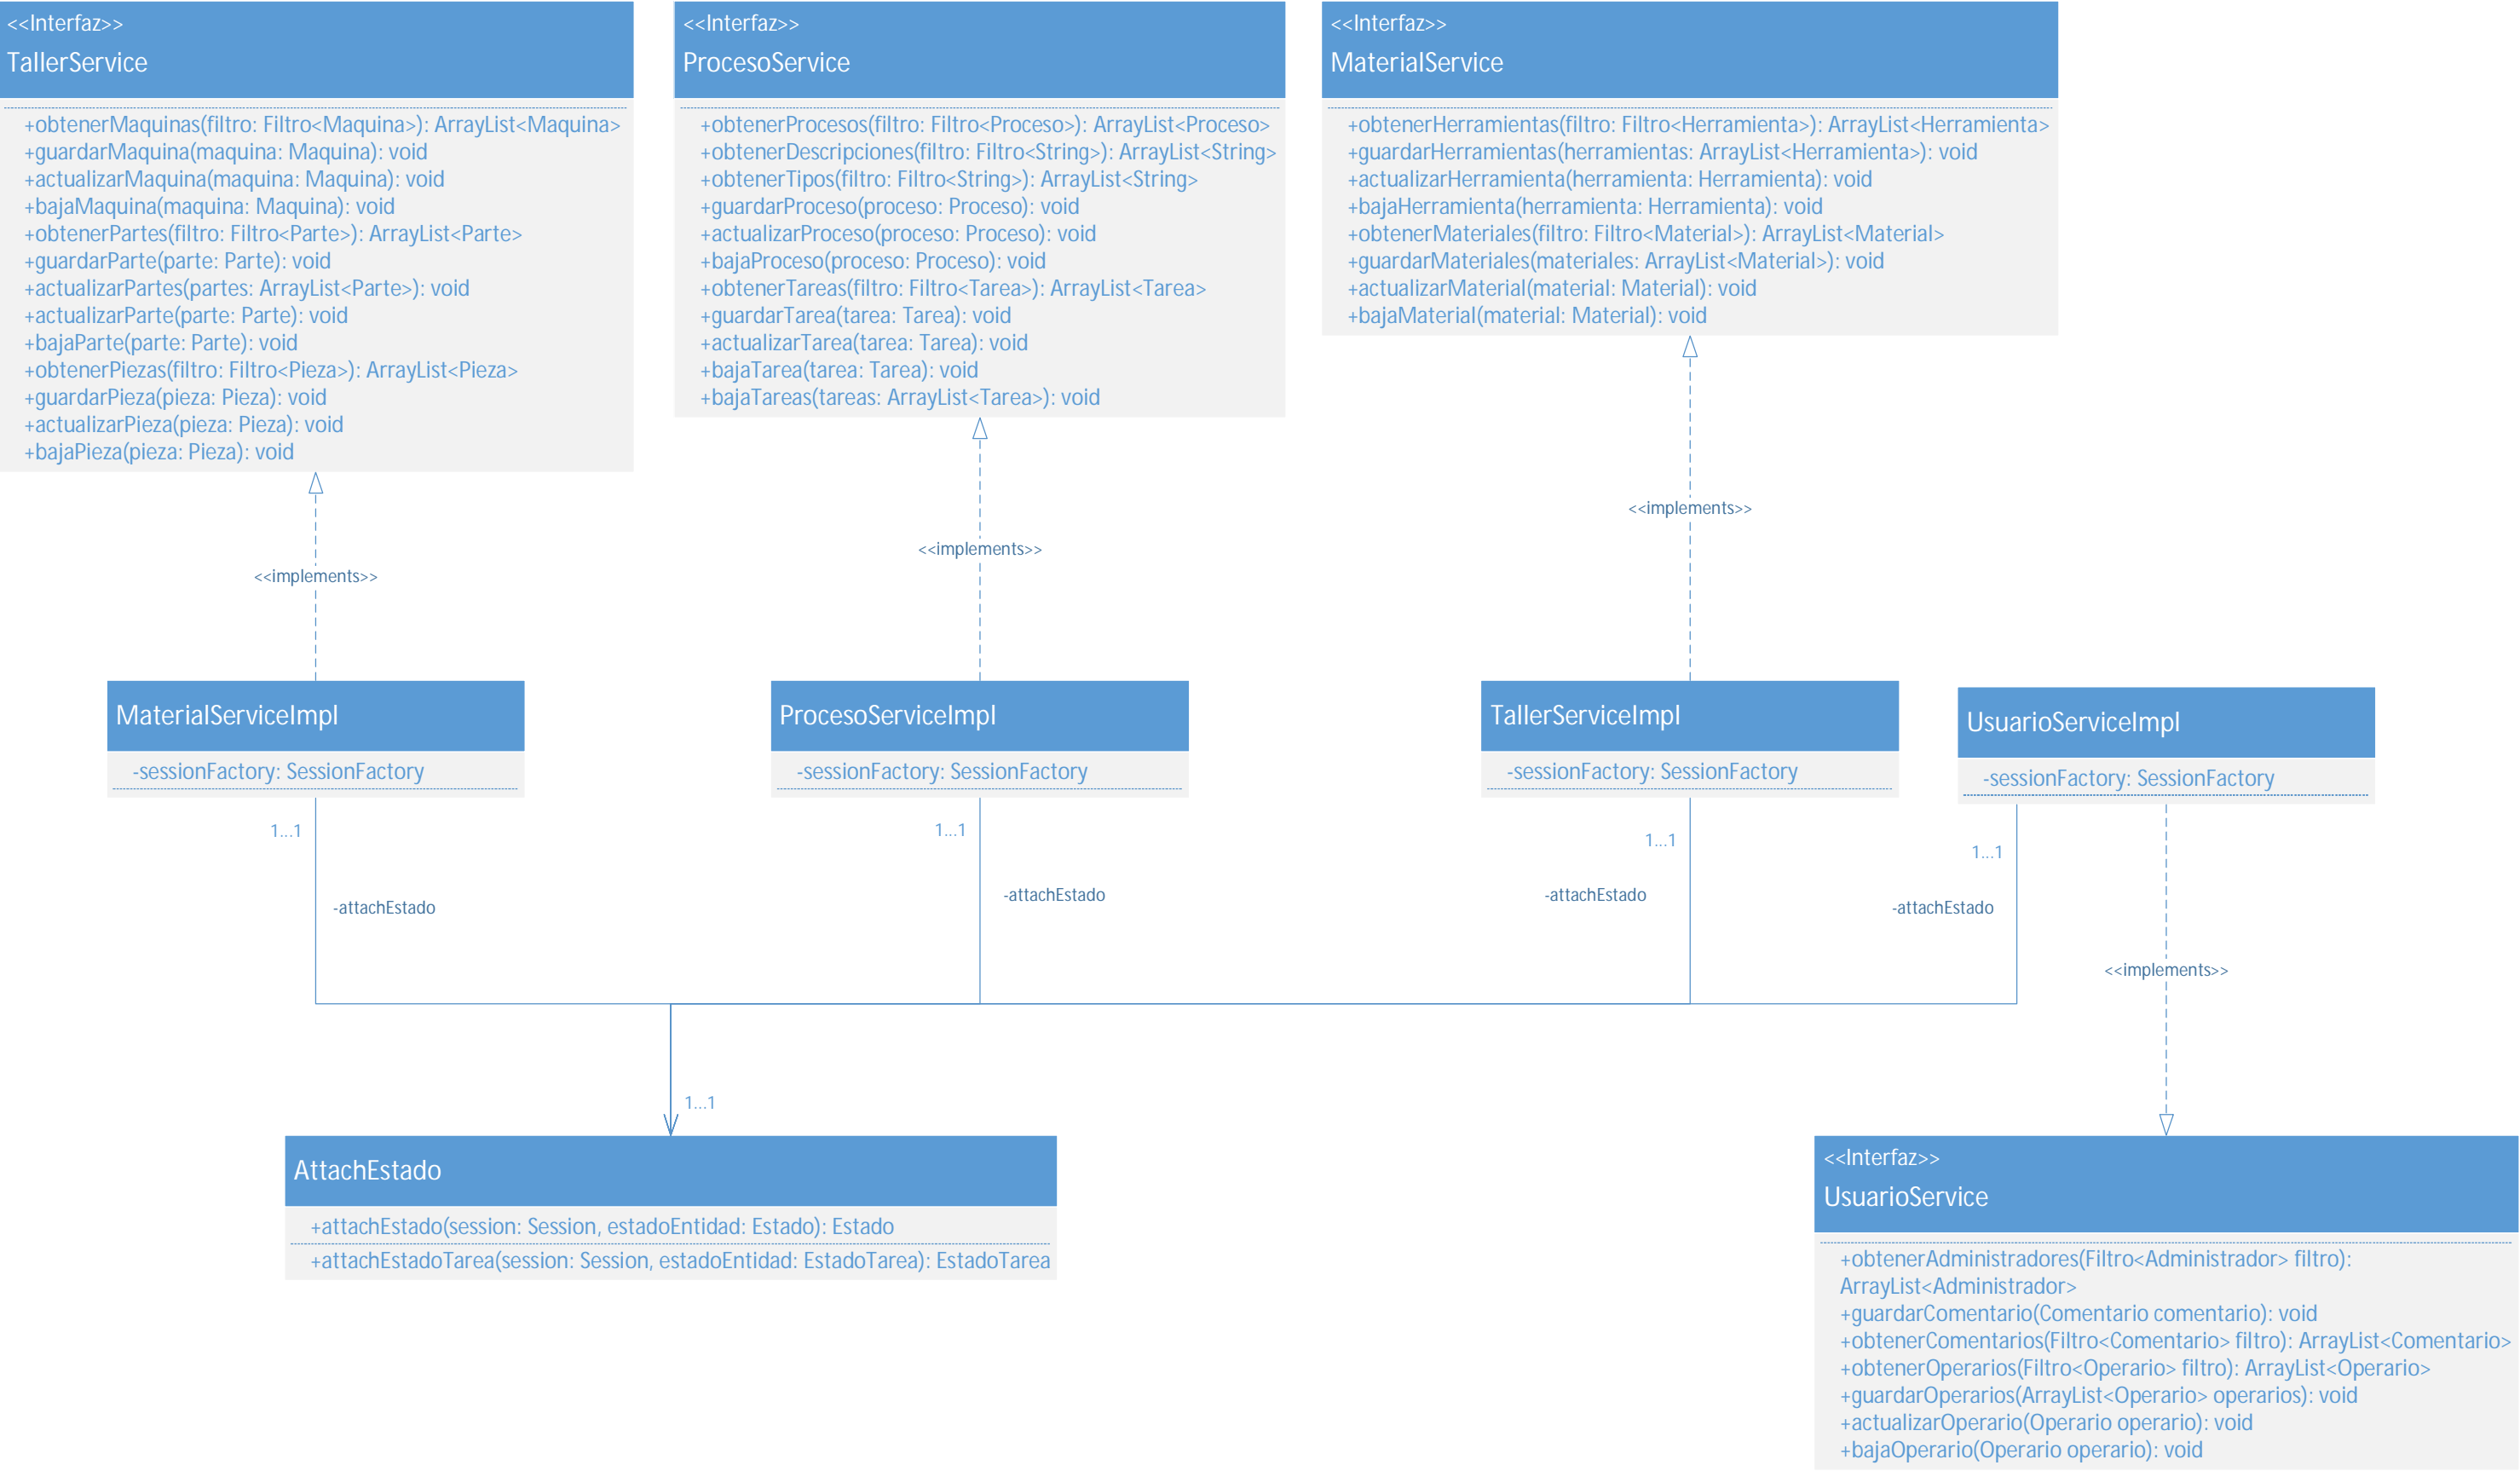 <<Interfaz>>
TallerService
+obtenerMaquinas(filtro: Filtro<Maquina>): ArrayList<Maquina>
+guardarMaquina(maquina: Maquina): void
+actualizarMaquina(maquina: Maquina): void
+bajaMaquina(maquina: Maquina): void
+obtenerPartes(filtro: Filtro<Parte>): ArrayList<Parte>
+guardarParte(parte: Parte): void
+actualizarPartes(partes: ArrayList<Parte>): void
+actualizarParte(parte: Parte): void
+bajaParte(parte: Parte): void
+obtenerPiezas(filtro: Filtro<Pieza>): ArrayList<Pieza>
+guardarPieza(pieza: Pieza): void
+actualizarPieza(pieza: Pieza): void
+bajaPieza(pieza: Pieza): void
<<Interfaz>>
ProcesoService
+obtenerProcesos(filtro: Filtro<Proceso>): ArrayList<Proceso>
+obtenerDescripciones(filtro: Filtro<String>): ArrayList<String>
+obtenerTipos(filtro: Filtro<String>): ArrayList<String>
+guardarProceso(proceso: Proceso): void
+actualizarProceso(proceso: Proceso): void
+bajaProceso(proceso: Proceso): void
+obtenerTareas(filtro: Filtro<Tarea>): ArrayList<Tarea>
+guardarTarea(tarea: Tarea): void
+actualizarTarea(tarea: Tarea): void
+bajaTarea(tarea: Tarea): void
+bajaTareas(tareas: ArrayList<Tarea>): void
<<Interfaz>>
MaterialService
+obtenerHerramientas(filtro: Filtro<Herramienta>): ArrayList<Herramienta>
+guardarHerramientas(herramientas: ArrayList<Herramienta>): void
+actualizarHerramienta(herramienta: Herramienta): void
+bajaHerramienta(herramienta: Herramienta): void
+obtenerMateriales(filtro: Filtro<Material>): ArrayList<Material>
+guardarMateriales(materiales: ArrayList<Material>): void
+actualizarMaterial(material: Material): void
+bajaMaterial(material: Material): void
<<implements>>
<<implements>>
<<implements>>
MaterialServiceImpl
-sessionFactory: SessionFactory
ProcesoServiceImpl
-sessionFactory: SessionFactory
TallerServiceImpl
-sessionFactory: SessionFactory
UsuarioServiceImpl
-sessionFactory: SessionFactory
1...1
1...1
1...1
1...1
-attachEstado
-attachEstado
-attachEstado
-attachEstado
<<implements>>
1...1
AttachEstado
+attachEstado(session: Session, estadoEntidad: Estado): Estado
+attachEstadoTarea(session: Session, estadoEntidad: EstadoTarea): EstadoTarea
<<Interfaz>>
UsuarioService
+obtenerAdministradores(Filtro<Administrador> filtro):
ArrayList<Administrador>
+guardarComentario(Comentario comentario): void
+obtenerComentarios(Filtro<Comentario> filtro): ArrayList<Comentario>
+obtenerOperarios(Filtro<Operario> filtro): ArrayList<Operario>
+guardarOperarios(ArrayList<Operario> operarios): void
+actualizarOperario(Operario operario): void
+bajaOperario(Operario operario): void